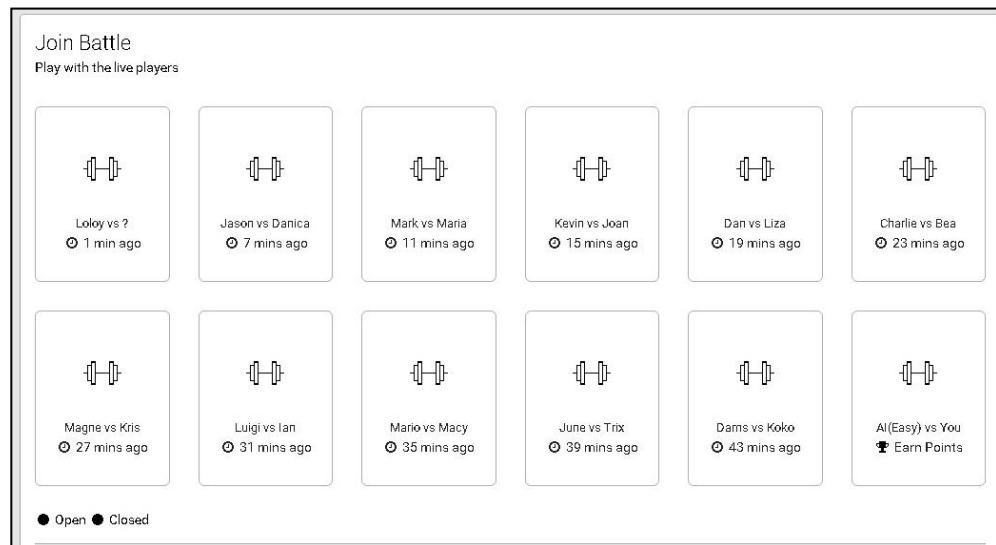 Join Battle
Play with the live players
Loloy vs ?
1 min ago
Jason vs Danica
7 mins ago
Mark vs Maria
11 mins ago
Kevin vs Joan
15 mins ago
Dan vs Liza
19 mins ago
Charlie vs Bea
23 mins ago
Magne vs Kris
27 mins ago
Luigi vs Ian
31 mins ago
Mario vs Macy
35 mins ago
June vs Trix
39 mins ago
Dams vs Koko
43 mins ago
AI(Easy) vs You
Earn Points
Open Closed